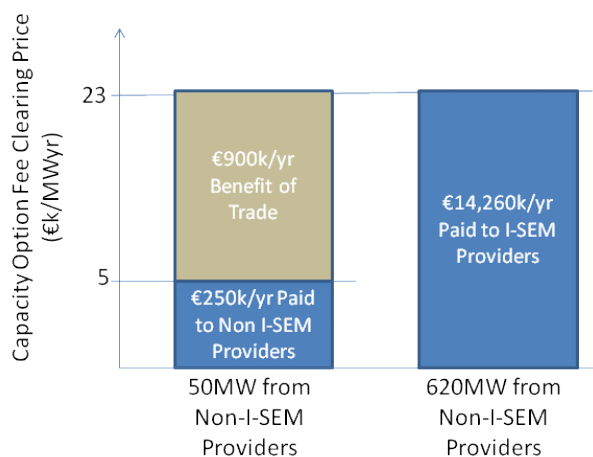 Capacity Option Fee Clearing Price
(€k/MWyr)
23
5
€900k/yr
Benefit of
Trade
€250k/yr Paid
to Non I-SEM
Providers
€14,260k/yr
Paid to I-SEM
Providers
50MW from
Non-I-SEM
Providers
620MW from
Non-I-SEM
Providers